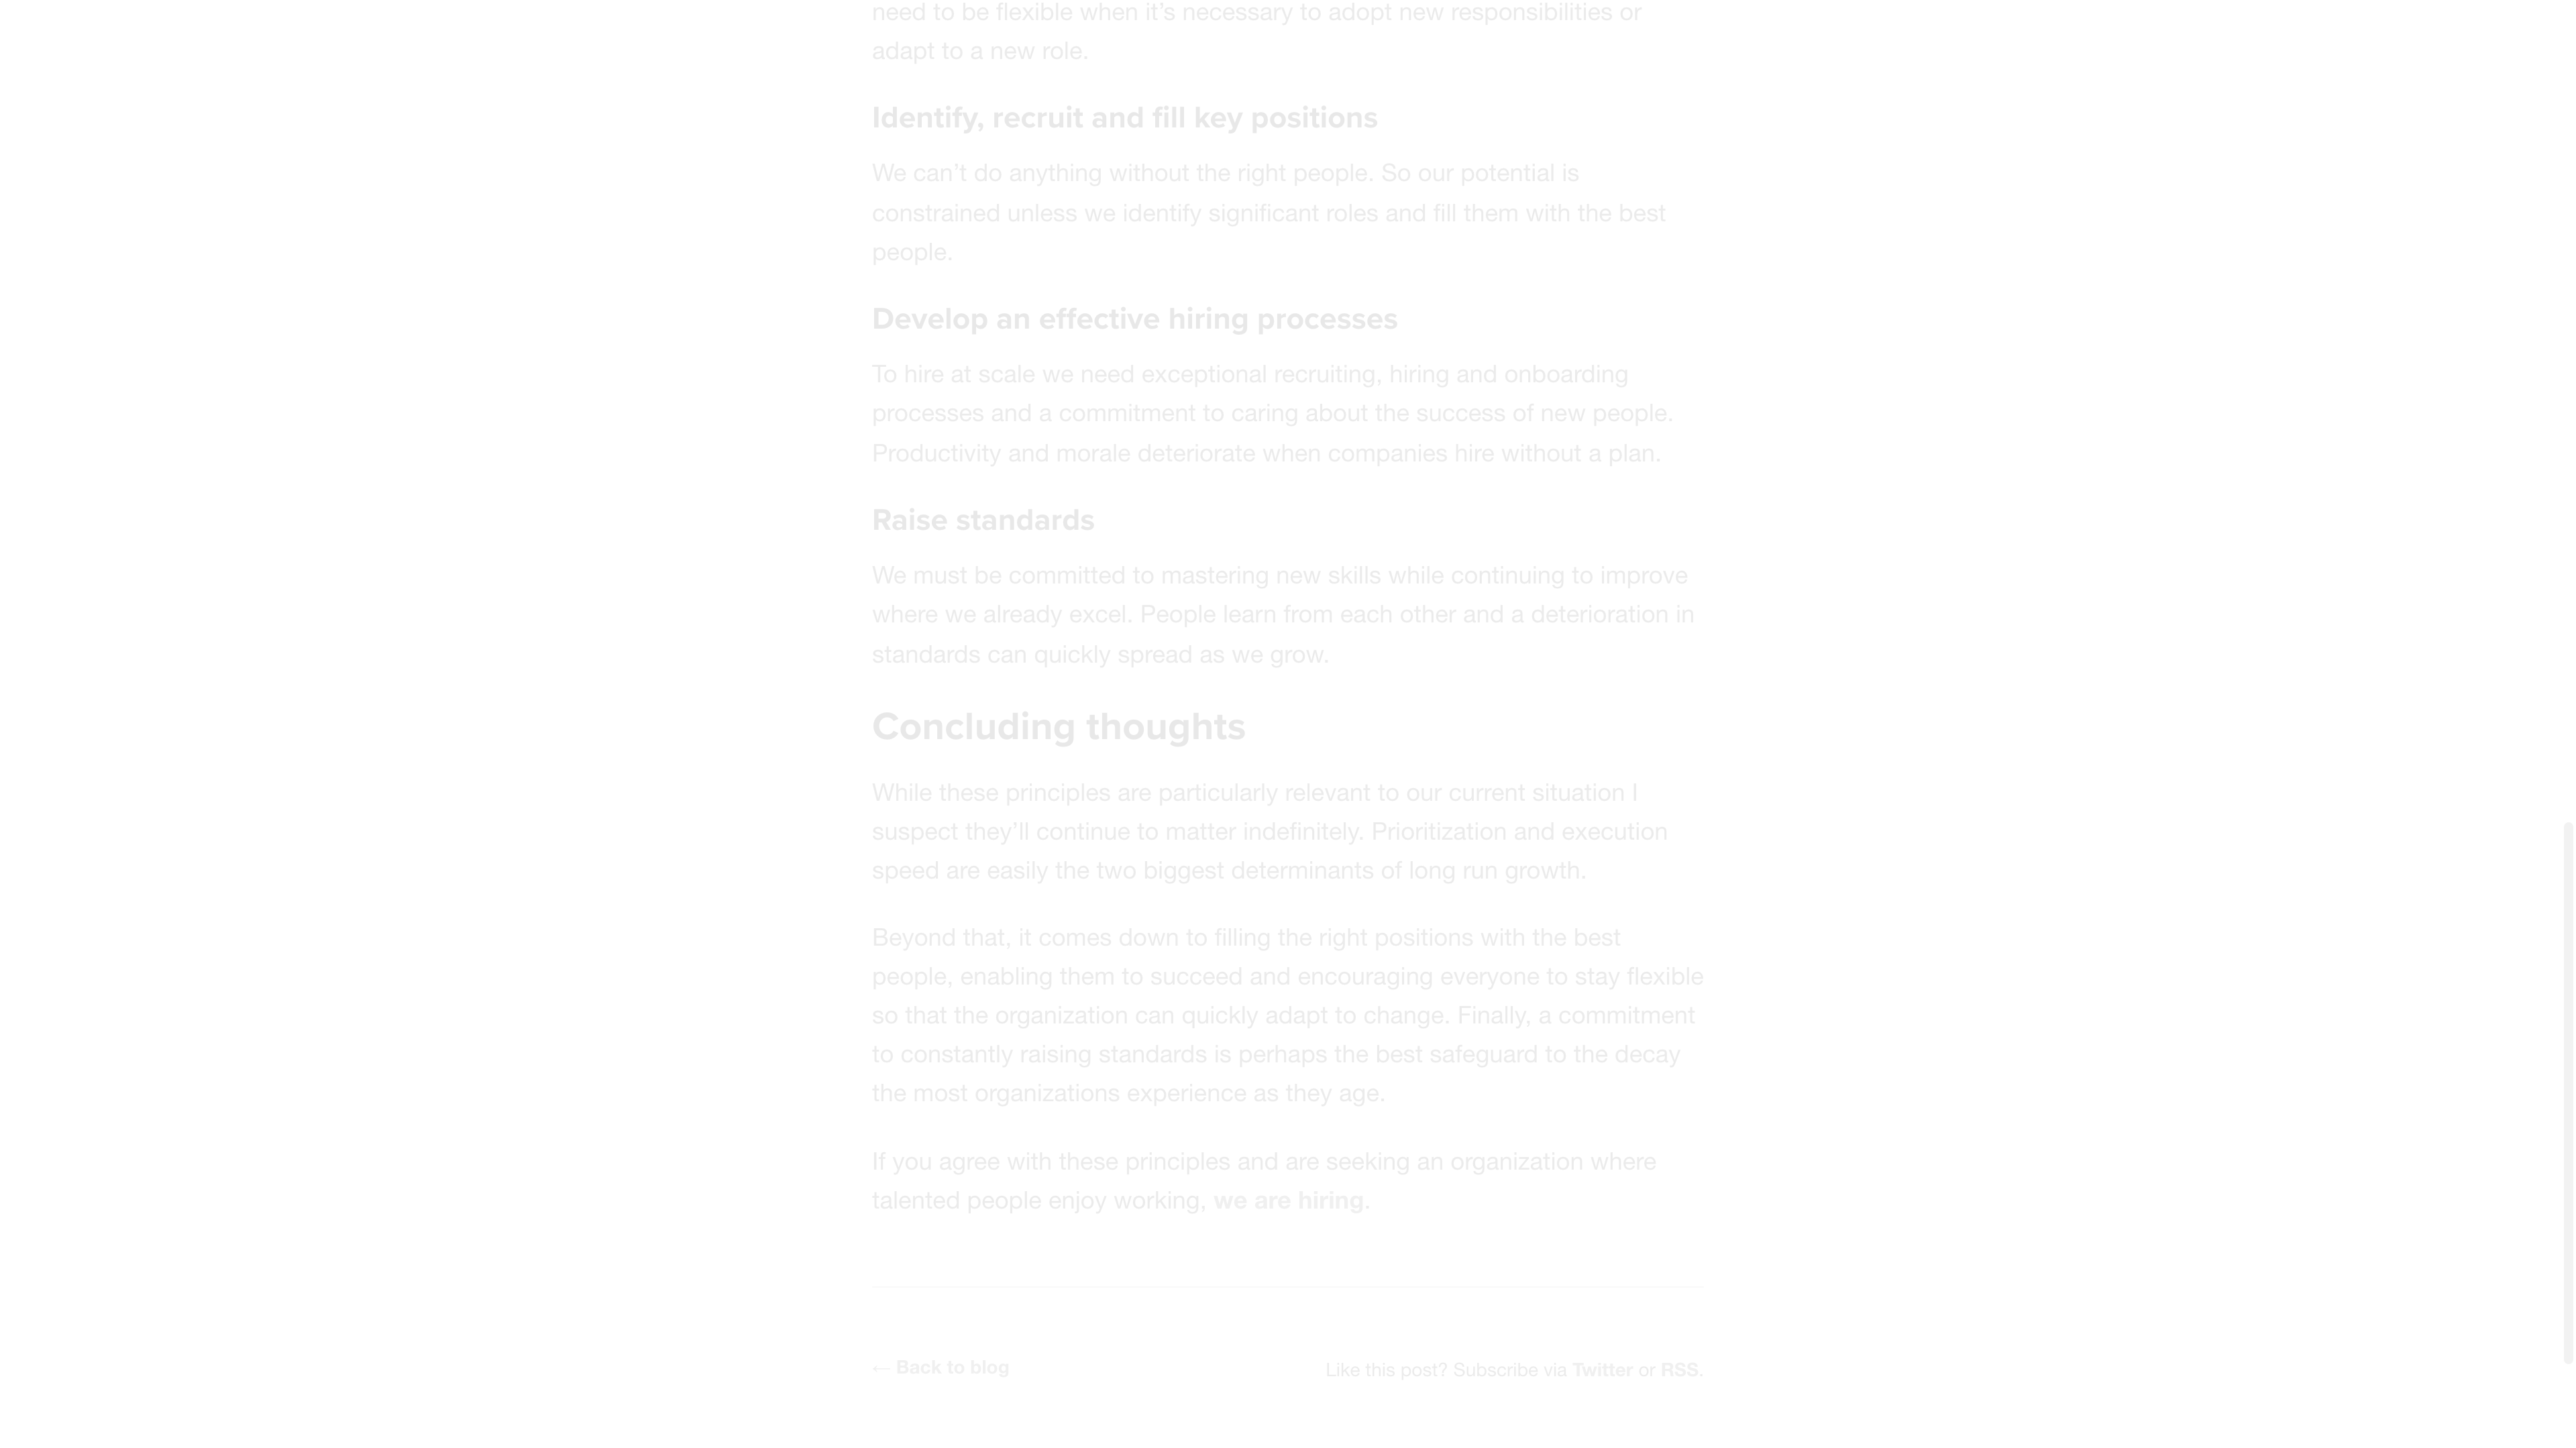 need to be flexible when it’s necessary to adopt new responsibilities or
adapt to a new role.
Identify, recruit and fill key positions
We can’t do anything without the right people. So our potential is
constrained unless we identify significant roles and fill them with the best
people.
Develop an effective hiring processes
To hire at scale we need exceptional recruiting, hiring and onboarding
processes and a commitment to caring about the success of new people.
Productivity and morale deteriorate when companies hire without a plan.
Raise standards
We must be committed to mastering new skills while continuing to improve
where we already excel. People learn from each other and a deterioration in
standards can quickly spread as we grow.
Concluding thoughts
While these principles are particularly relevant to our current situation I
suspect they’ll continue to matter indefinitely. Prioritization and execution
speed are easily the two biggest determinants of long run growth.
Beyond that, it comes down to filling the right positions with the best
people, enabling them to succeed and encouraging everyone to stay flexible
so that the organization can quickly adapt to change. Finally, a commitment
to constantly raising standards is perhaps the best safeguard to the decay
the most organizations experience as they age.
If you agree with these principles and are seeking an organization where
talented people enjoy working, we are hiring.
← Back to blog
Like this post? Subscribe via Twitter or RSS.